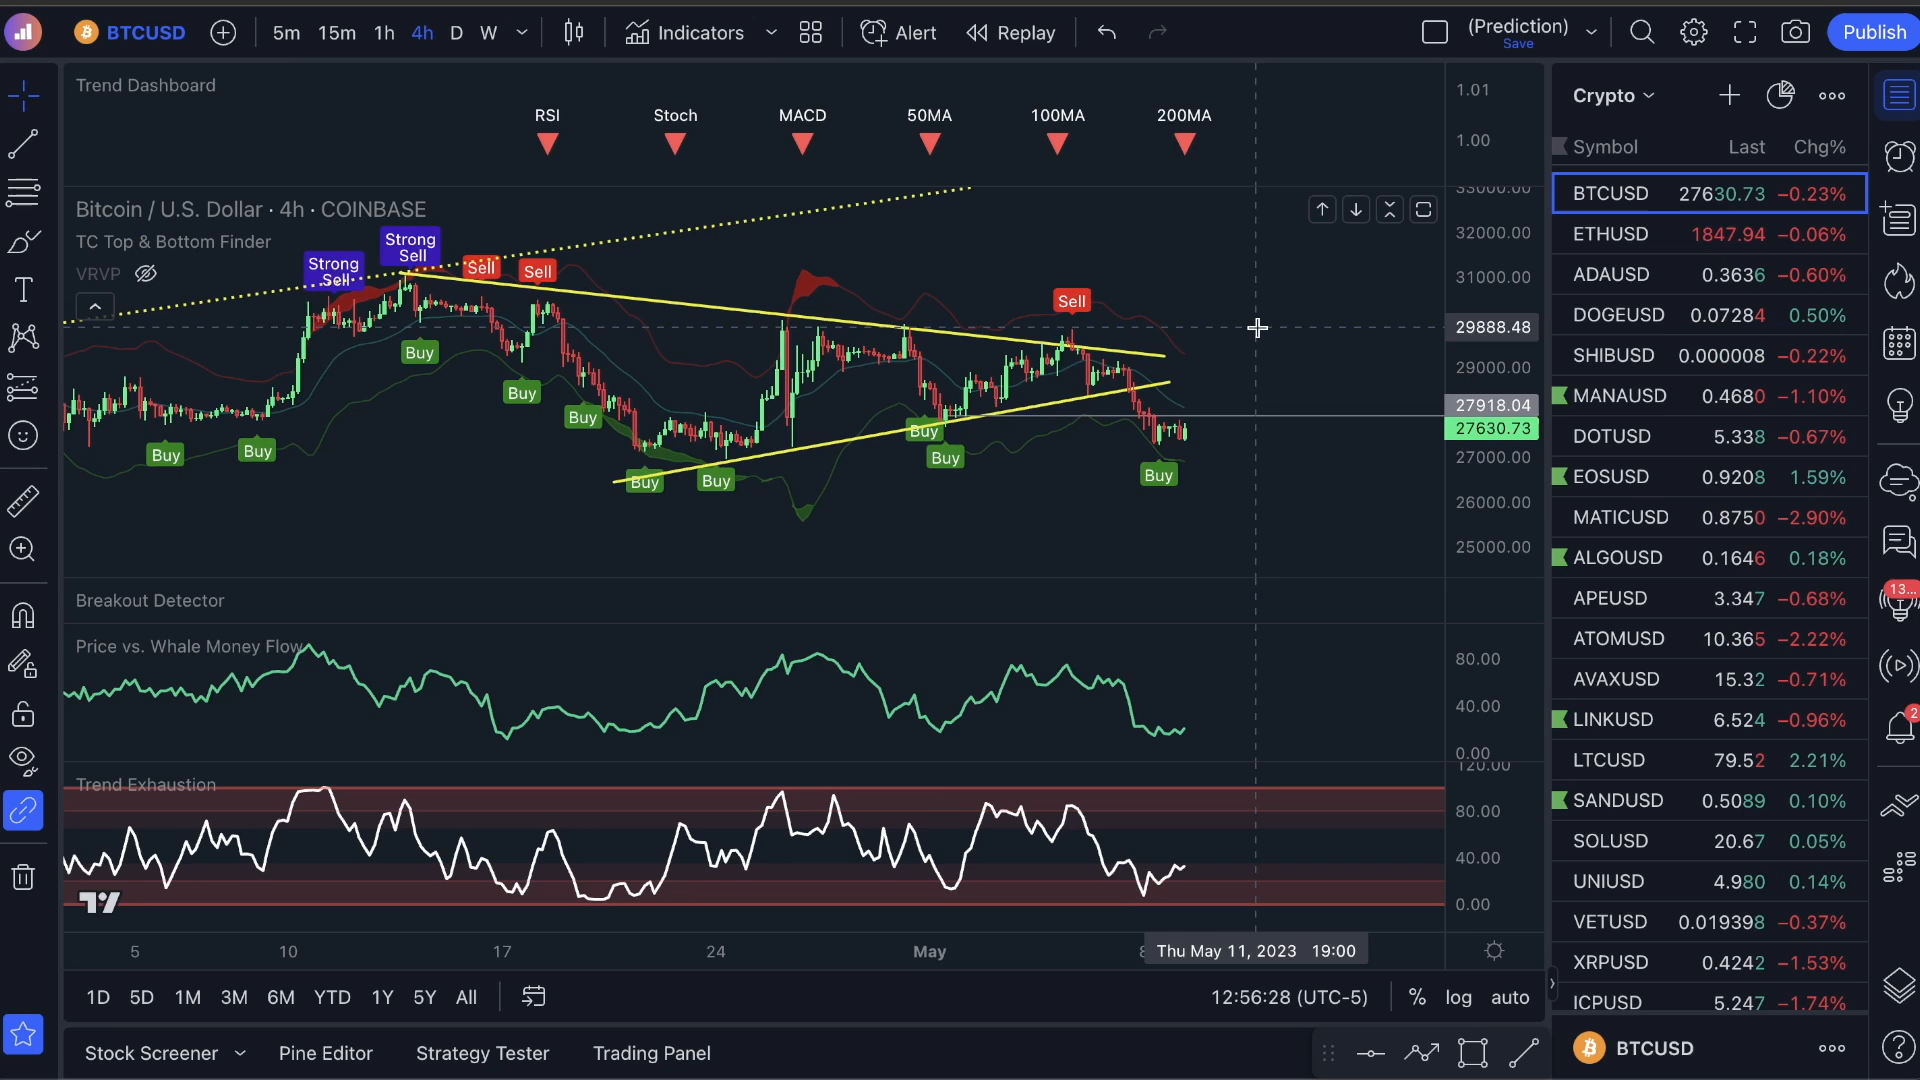 BTCUSD 5m 15m 1h 4h D W Indicators Alert Replay (Prediction) Save Publish
Trend Dashboard
RSI Stoch MACD 50MA 100MA 200MA
1.01
1.00
Bitcoin / U.S. Dollar · 4h · COINBASE
TC Top & Bottom Finder
VRVP
Strong Sell
Strong Sell
Sell
Sell
Sell
Buy
Buy
Buy
Buy
Buy
Buy
Buy
Buy
Buy
Buy
33000.00
32000.00
31000.00
29888.48
29000.00
27918.04
27630.73
27000.00
26000.00
25000.00
Breakout Detector
Price vs. Whale Money Flow
80.00
40.00
0.00
Trend Exhaustion
120.00
80.00
40.00
0.00
5 10 17 24 May 8 Thu May 11, 2023 19:00
1D 5D 1M 3M 6M YTD 1Y 5Y All 12:56:28 (UTC-5) % log auto
Stock Screener Pine Editor Strategy Tester Trading Panel
Crypto
Symbol Last Chg%
BTCUSD 27630.73 −0.23%
ETHUSD 1847.94 −0.06%
ADAUSD 0.3636 −0.60%
DOGEUSD 0.07284 0.50%
SHIBUSD 0.000008 −0.22%
MANAUSD 0.4680 −1.10%
DOTUSD 5.338 −0.67%
EOSUSD 0.9208 1.59%
MATICUSD 0.8750 −2.90%
ALGOUSD 0.1646 0.18%
APEUSD 3.347 −0.68%
ATOMUSD 10.365 −2.22%
AVAXUSD 15.32 −0.71%
LINKUSD 6.524 −0.96%
LTCUSD 79.52 2.21%
SANDUSD 0.5089 0.10%
SOLUSD 20.67 0.05%
UNIUSD 4.980 0.14%
VETUSD 0.019398 −0.37%
XRPUSD 0.4242 −1.53%
ICPUSD 5.247 −1.74%
BTCUSD
13...
2